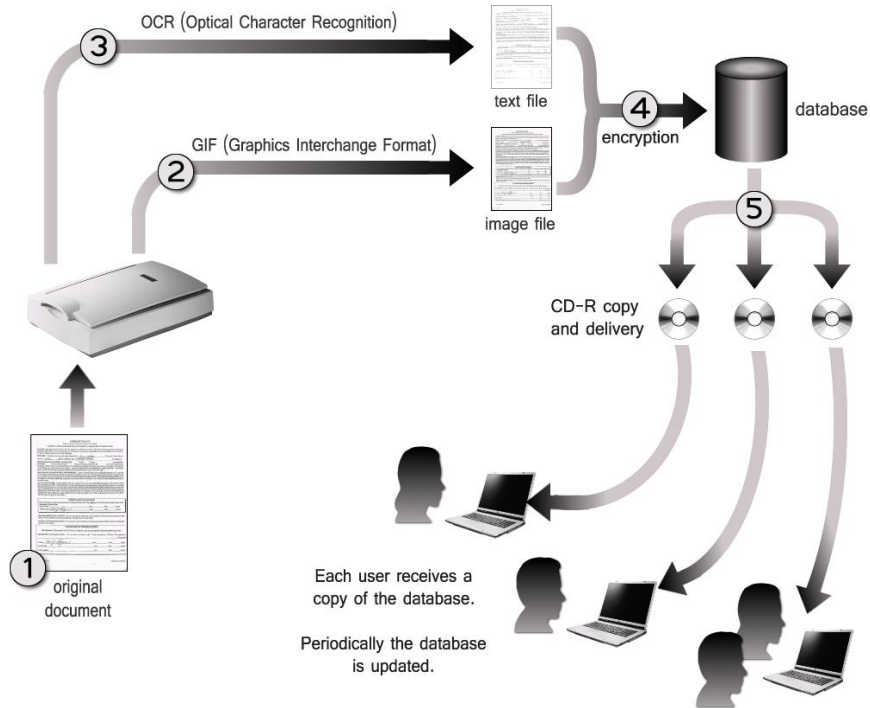 OCR (Optical Character Recognition)
3
text file
GIF (Graphics Interchange Format)
2
image file
4
encryption
database
5
CD-R copy
and delivery
1
original
document
Each user receives a
copy of the database.
Periodically the database
is updated.